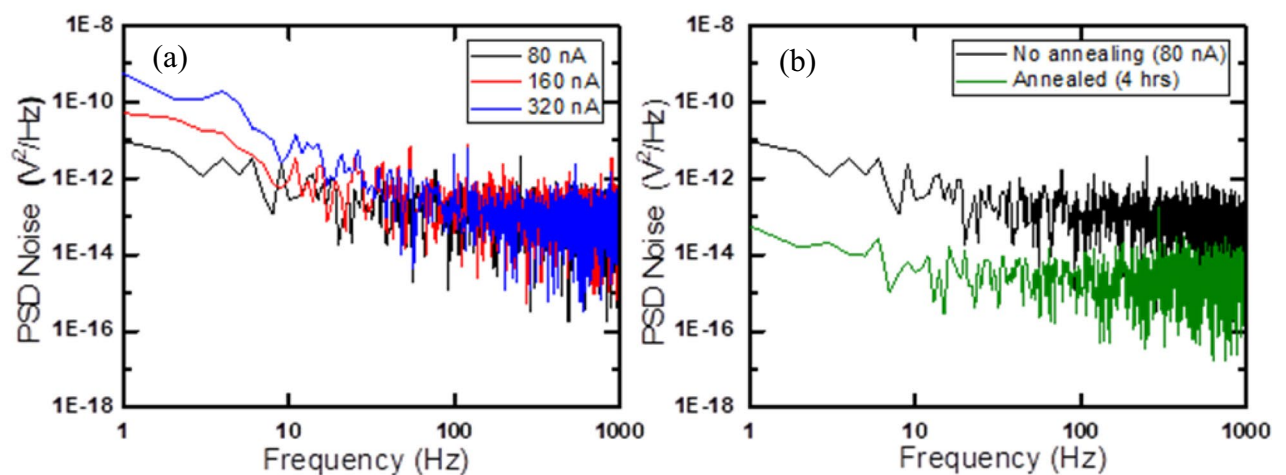 (a)
80 nA
160 nA
320 nA
1E-8
1E-10
1E-12
1E-14
1E-16
1E-18
PSD Noise (V²/Hz)
1 10 100 1000
Frequency (Hz)
(b)
No annealing (80 nA)
Annealed (4 hrs)
1E-8
1E-10
1E-12
1E-14
1E-16
1E-18
PSD Noise (V²/Hz)
1 10 100 1000
Frequency (Hz)